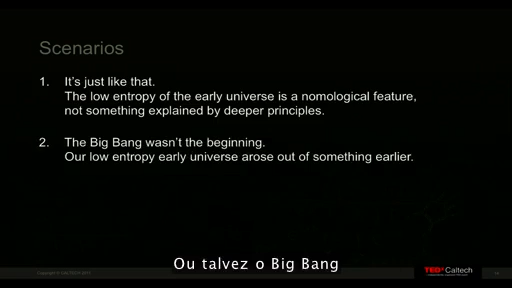 Scenarios
1. It's just like that.
The low entropy of the early universe is a nomological feature,
not something explained by deeper principles.
2. The Big Bang wasn't the beginning.
Our low entropy early universe arose out of something earlier.
Ou talvez o Big Bang
TEDxCaltech